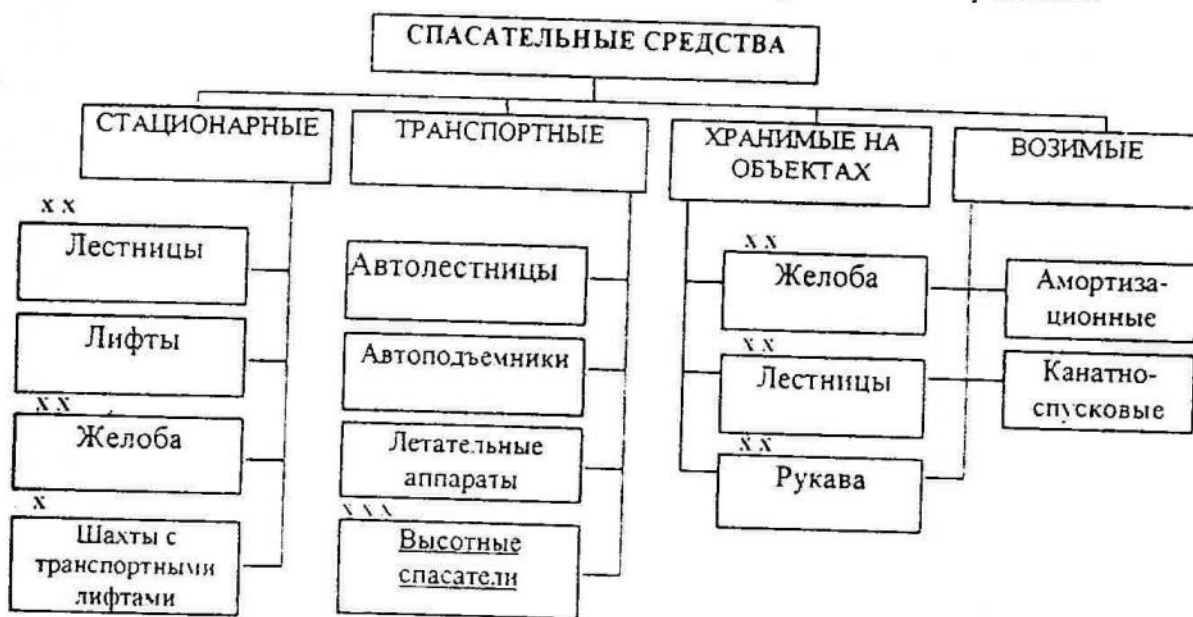 СПАСАТЕЛЬНЫЕ СРЕДСТВА
СТАЦИОНАРНЫЕ
ТРАНСПОРТНЫЕ
ХРАНИМЫЕ НА
ОБЪЕКТАХ
ВОЗИМЫЕ
х х
Лестницы
Лифты
х х
Желоба
х
Шахты с
транспортными
лифтами
Автолестницы
Автоподъемники
Летательные
аппараты
х х х
Высотные
спасатели
х х
Желоба
х х
Лестницы
х х
Рукава
Амортиза-
ционные
Канатно-
спусковые